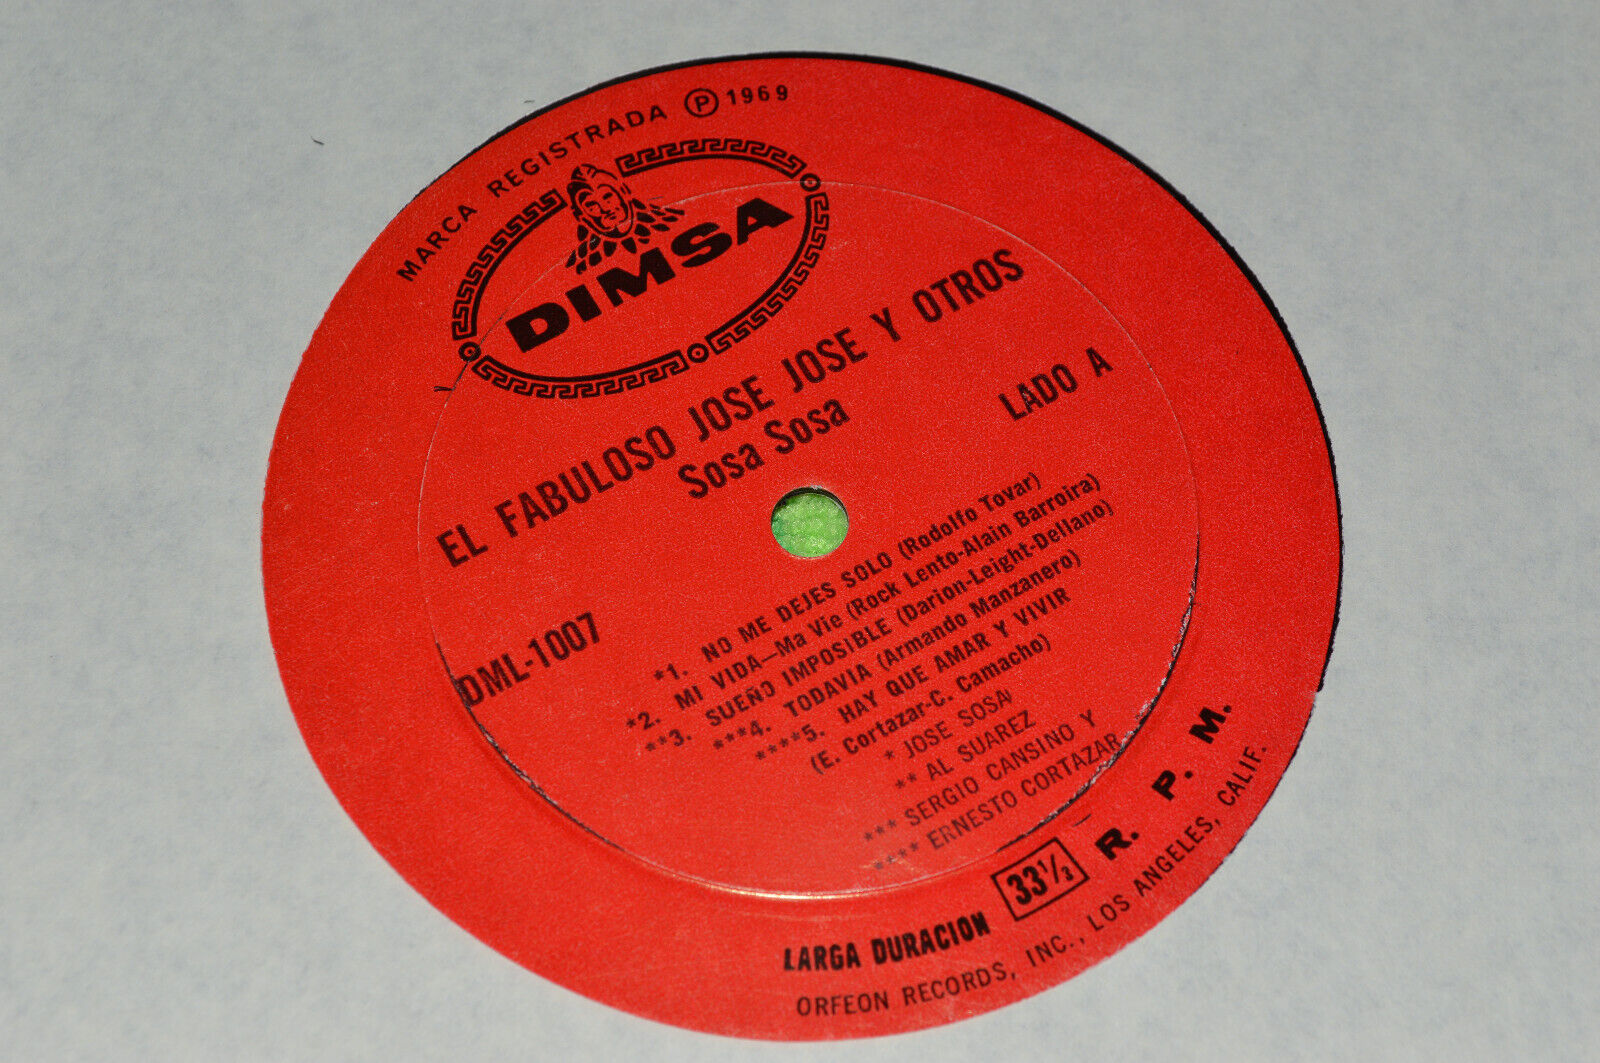 MARCA REGISTRADA Ⓟ 1969
DIMSA
EL FABULOSO JOSE JOSE Y OTROS
Sosa Sosa
LADO A
DML-1007
*1. NO ME DEJES SOLO (Rodolfo Tovar)
*2. MI VIDA—Ma Vie (Rock Lento-Alain Barroira)
**3. SUEÑO IMPOSIBLE (Darion-Leight-Dellano)
***4. TODAVIA (Armando Manzanero)
****5. HAY QUE AMAR Y VIVIR
(E. Cortazar-C. Camacho)
* JOSE SOSA
** AL SUAREZ
*** SERGIO CANSINO Y
**** ERNESTO CORTAZAR
LARGA DURACION 33⅓ R. P. M.
ORFEON RECORDS, INC., LOS ANGELES, CALIF.